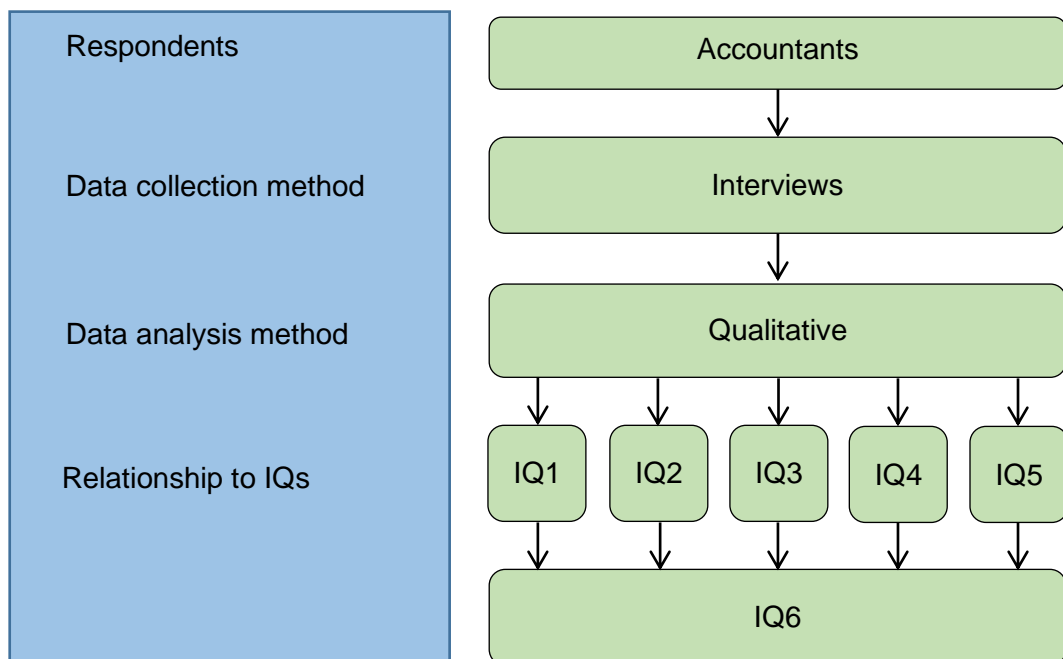 Respondents
Accountants
Data collection method
Interviews
Data analysis method
Qualitative
Relationship to IQs
IQ1
IQ2
IQ3
IQ4
IQ5
IQ6